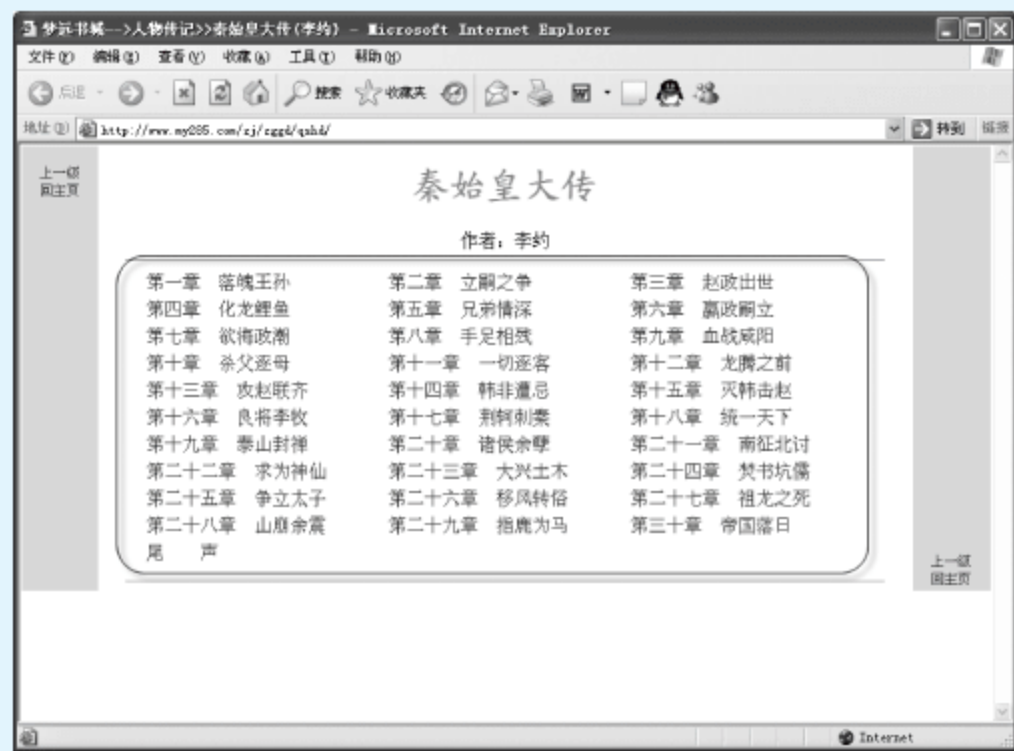 梦远书城-->人物传记>>秦始皇大传(李约) - Microsoft Internet Explorer
文件(F) 编辑(E) 查看(V) 收藏(A) 工具(T) 帮助(H)
后退 搜索 收藏夹
地址(D) http://www.my285.com/zj/zggd/qshd/ 转到 链接
上一级
回主页
秦始皇大传
作者：李约
第一章 落魄王孙 第二章 立嗣之争 第三章 赵政出世
第四章 化龙鲤鱼 第五章 兄弟情深 第六章 嬴政嗣立
第七章 欲海政潮 第八章 手足相残 第九章 血战咸阳
第十章 杀父逐母 第十一章 一切逐客 第十二章 龙腾之前
第十三章 攻赵联齐 第十四章 韩非遭忌 第十五章 灭韩击赵
第十六章 良将李牧 第十七章 荆轲刺秦 第十八章 统一天下
第十九章 泰山封禅 第二十章 诸侯余孽 第二十一章 南征北讨
第二十二章 求为神仙 第二十三章 大兴土木 第二十四章 焚书坑儒
第二十五章 争立太子 第二十六章 移风转俗 第二十七章 祖龙之死
第二十八章 山崩余震 第二十九章 指鹿为马 第三十章 帝国落日
尾 声
上一级
回主页
Internet